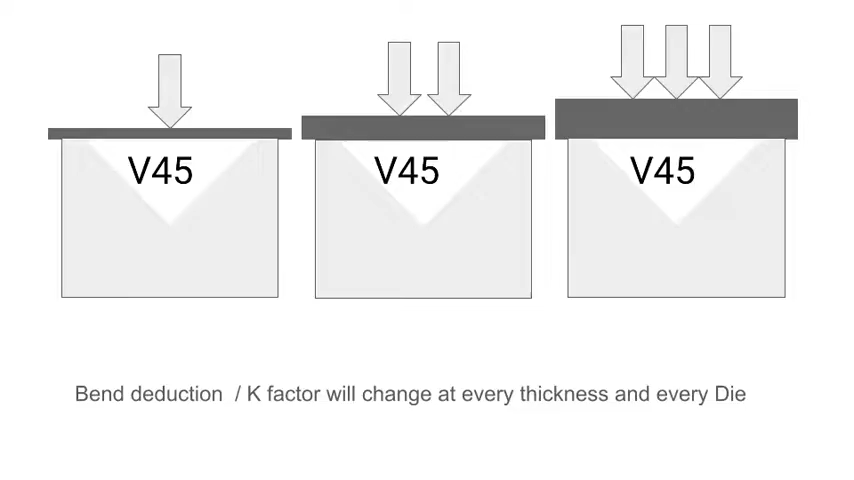 V45 V45 V45
Bend deduction / K factor will change at every thickness and every Die